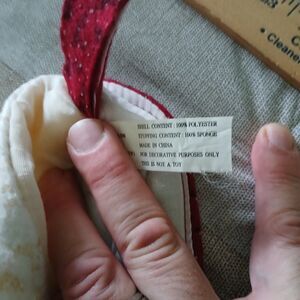 SHELL CONTENT : 100% POLYESTER
STUFFING CONTENT : 100% SPONGE
MADE IN CHINA
FOR DECORATIVE PURPOSES ONLY
THIS IS NOT A TOY
• Cleane